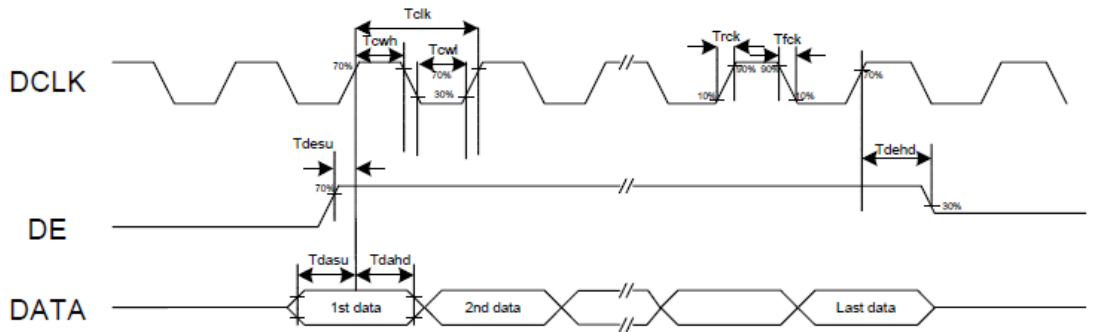 Tclk
Tcwh
Tcwl
Trck
Tfck
DCLK
70%
70%
30%
90%
90%
10%
10%
70%
Tdesu
Tdehd
70%
30%
DE
Tdasu
Tdahd
DATA
1st data
2nd data
Last data